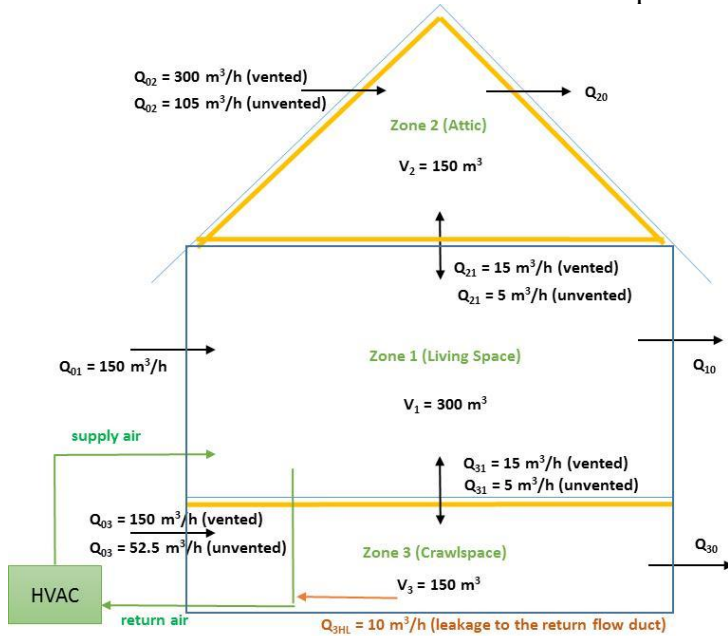 Q02 = 300 m³/h (vented)
Q02 = 105 m³/h (unvented)
Q20
Zone 2 (Attic)
V2 = 150 m³
Q21 = 15 m³/h (vented)
Q21 = 5 m³/h (unvented)
Q01 = 150 m³/h
Zone 1 (Living Space)
Q10
V1 = 300 m³
supply air
Q31 = 15 m³/h (vented)
Q31 = 5 m³/h (unvented)
Q03 = 150 m³/h (vented)
Q03 = 52.5 m³/h (unvented)
Zone 3 (Crawlspace)
Q30
V3 = 150 m³
HVAC
return air
Q3HL = 10 m³/h (leakage to the return flow duct)